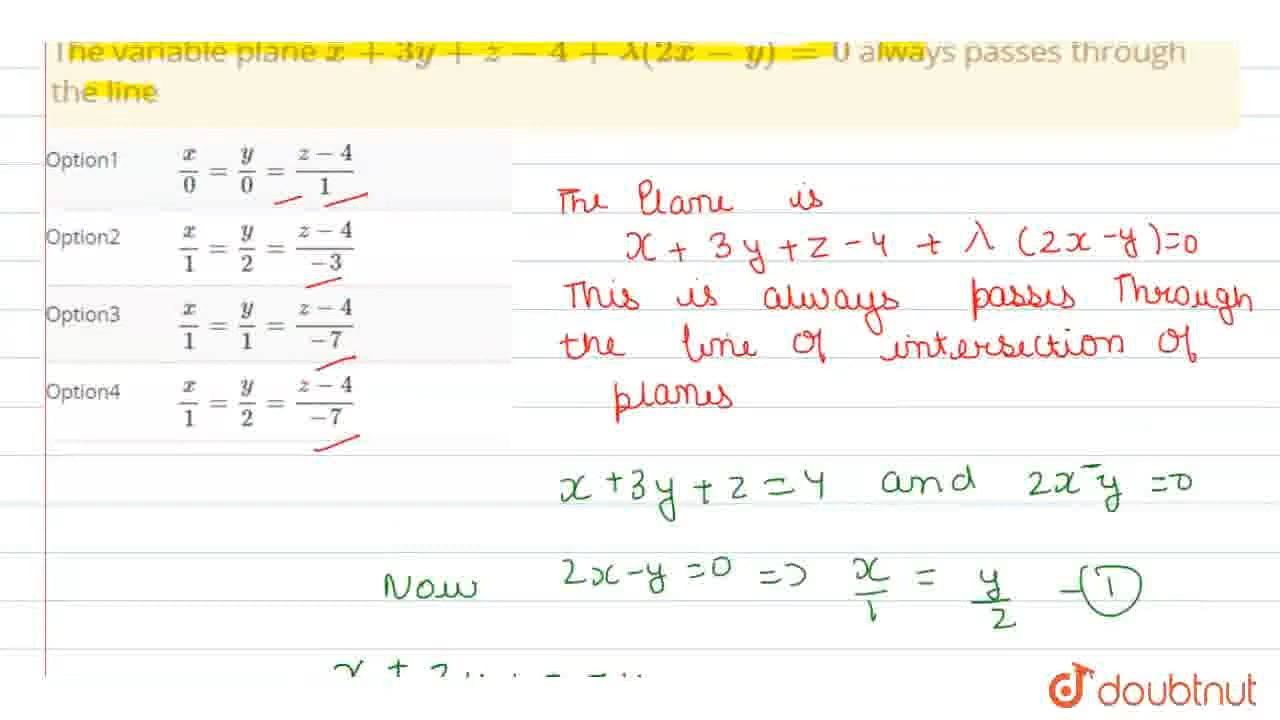 The variable plane x + 3y + z − 4 + λ(2x − y) = 0 always passes through
the line
Option1 x/0 = y/0 = (z − 4)/1
Option2 x/1 = y/2 = (z − 4)/−3
Option3 x/1 = y/1 = (z − 4)/−7
Option4 x/1 = y/2 = (z − 4)/−7
The Plane is
x + 3y + z - 4 + λ (2x - y) = 0
This is always passes Through
the line of intersection of
planes
x + 3y + z = 4 and 2x - y = 0
Now 2x - y = 0 => x/1 = y/2 - ①
doubtnut